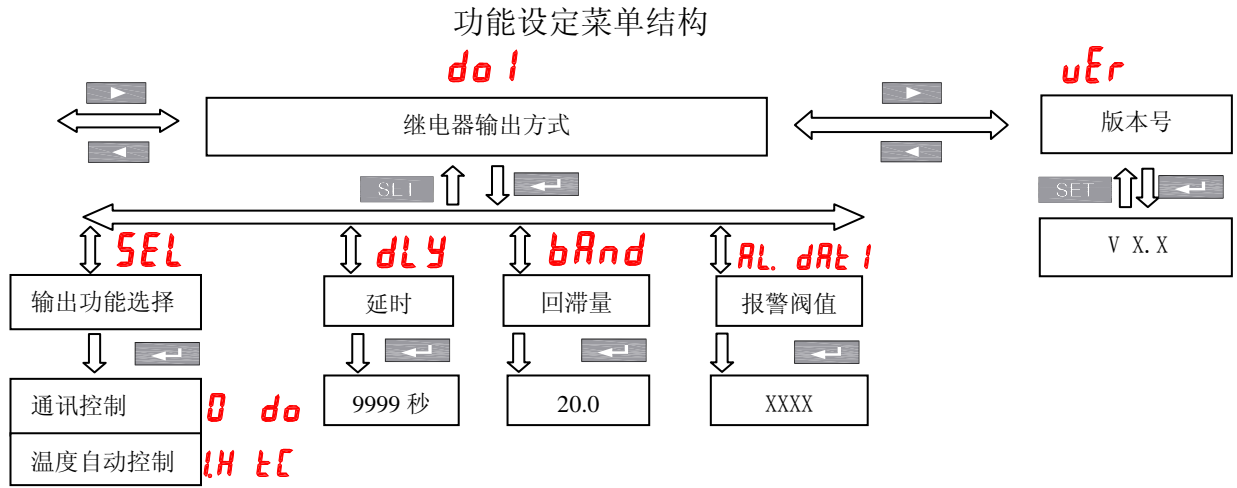 功能设定菜单结构
do1
vEr
继电器输出方式
版本号
SET
SET
V X.X
SEL
dLY
bAnd
AL. dAt1
输出功能选择
延时
回滞量
报警阀值
通讯控制
0 do
9999 秒
20.0
XXXX
温度自动控制
1.H tC